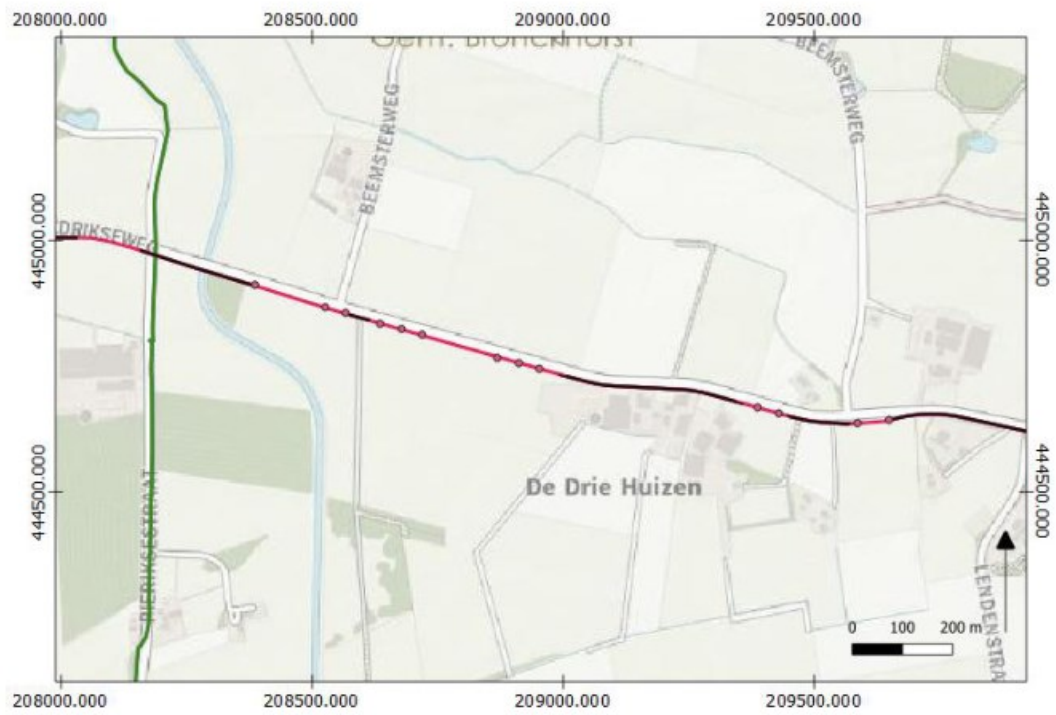 208000.000 208500.000 209000.000 209500.000
Gem. Bronckhorst
BEEMSTERWEG
BEEMSTERWEG
445000.000
DRIKSEWEG
445000.000
De Drie Huizen
444500.000
444500.000
PIERIKSESTRAAT
LENDENSTRA
0 100 200 m
208000.000 208500.000 209000.000 209500.000